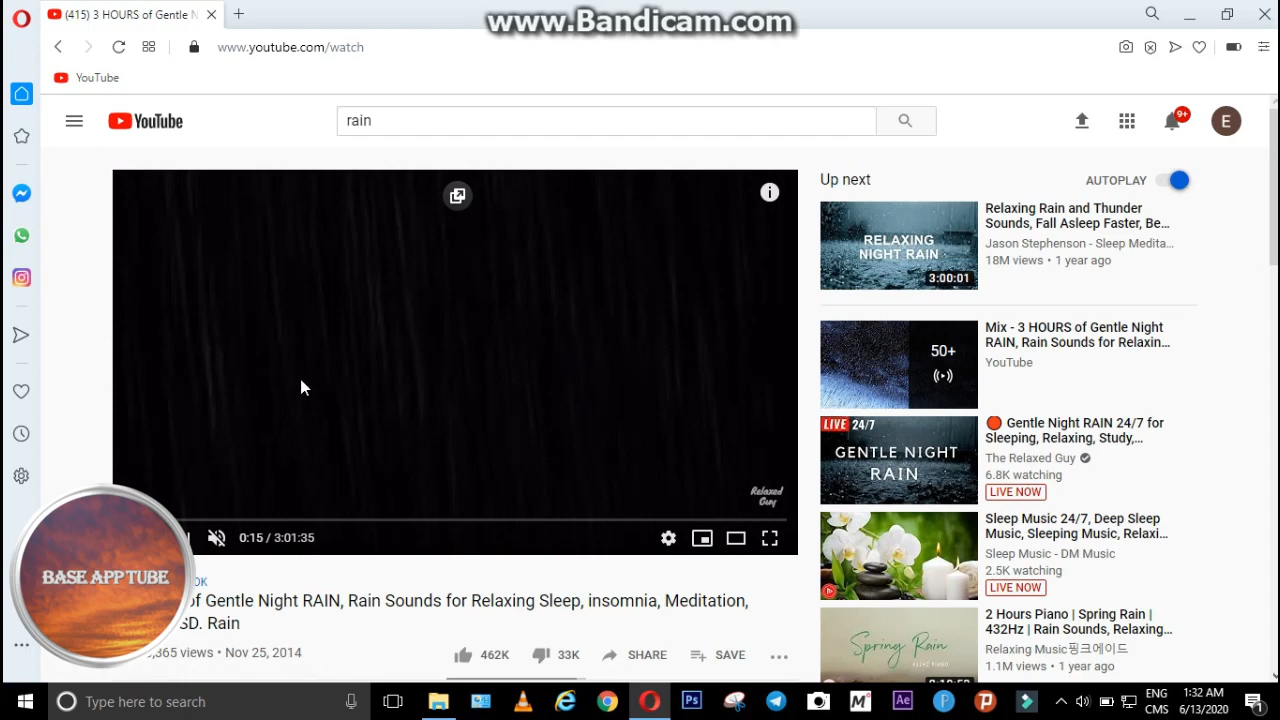 www.Bandicam.com
(415) 3 HOURS of Gentle N
www.youtube.com/watch
YouTube
YouTube
rain
9+
E
Up next
AUTOPLAY
RELAXING
NIGHT RAIN
3:00:01
Relaxing Rain and Thunder
Sounds, Fall Asleep Faster, Be...
Jason Stephenson - Sleep Medita...
18M views • 1 year ago
50+
Mix - 3 HOURS of Gentle Night
RAIN, Rain Sounds for Relaxin...
YouTube
LIVE 24/7
GENTLE NIGHT
RAIN
Gentle Night RAIN 24/7 for
Sleeping, Relaxing, Study,...
The Relaxed Guy
6.8K watching
LIVE NOW
Sleep Music 24/7, Deep Sleep
Music, Sleeping Music, Relaxi...
Sleep Music - DM Music
2.5K watching
LIVE NOW
Spring Rain
432HZ PIANO
2 Hours Piano | Spring Rain |
432Hz | Rain Sounds, Relaxing...
Relaxing Music핑크에이드
1.1M views • 1 year ago
Relaxed
Guy
0:15 / 3:01:35
BASE APP TUBE
OK
of Gentle Night RAIN, Rain Sounds for Relaxing Sleep, insomnia, Meditation,
SD. Rain
,365 views • Nov 25, 2014
462K
33K
SHARE
SAVE
Type here to search
Ps
M
Ae
ENG
CMS
1:32 AM
6/13/2020
1